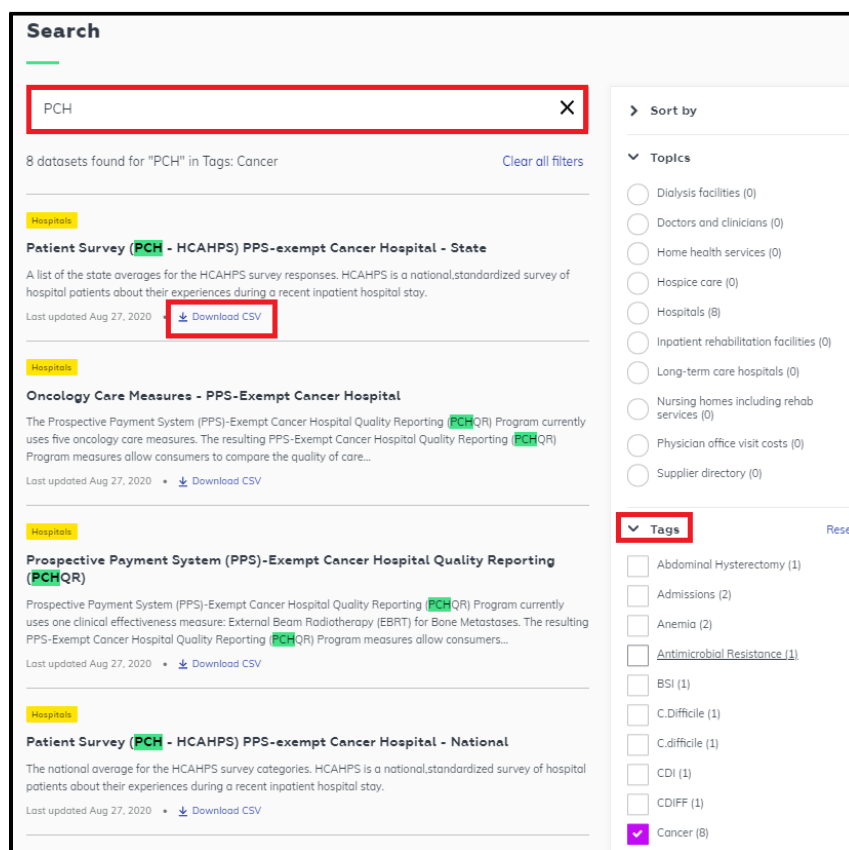 Search
PCH
8 datasets found for "PCH" in Tags: Cancer
Clear all filters
Hospitals
Patient Survey (PCH - HCAHPS) PPS-exempt Cancer Hospital - State
A list of the state averages for the HCAHPS survey responses. HCAHPS is a national,standardized survey of
hospital patients about their experiences during a recent inpatient hospital stay.
Last updated Aug 27, 2020 • Download CSV
Hospitals
Oncology Care Measures - PPS-Exempt Cancer Hospital
The Prospective Payment System (PPS)-Exempt Cancer Hospital Quality Reporting (PCHQR) Program currently
uses five oncology care measures. The resulting PPS-Exempt Cancer Hospital Quality Reporting (PCHQR)
Program measures allow consumers to compare the quality of care...
Last updated Aug 27, 2020 • Download CSV
Hospitals
Prospective Payment System (PPS)-Exempt Cancer Hospital Quality Reporting
(PCHQR)
Prospective Payment System (PPS)-Exempt Cancer Hospital Quality Reporting (PCHQR) Program currently
uses one clinical effectiveness measure: External Beam Radiotherapy (EBRT) for Bone Metastases. The resulting
PPS-Exempt Cancer Hospital Quality Reporting (PCHQR) Program measures allow consumers...
Last updated Aug 27, 2020 • Download CSV
Hospitals
Patient Survey (PCH - HCAHPS) PPS-exempt Cancer Hospital - National
The national average for the HCAHPS survey categories. HCAHPS is a national,standardized survey of hospital
patients about their experiences during a recent inpatient hospital stay.
Last updated Aug 27, 2020 • Download CSV
Sort by
Topics
Dialysis facilities (0)
Doctors and clinicians (0)
Home health services (0)
Hospice care (0)
Hospitals (8)
Inpatient rehabilitation facilities (0)
Long-term care hospitals (0)
Nursing homes including rehab
services (0)
Physician office visit costs (0)
Supplier directory (0)
Tags
Rese
Abdominal Hysterectomy (1)
Admissions (2)
Anemia (2)
Antimicrobial Resistance (1)
BSI (1)
C.Difficile (1)
C.difficile (1)
CDI (1)
CDIFF (1)
Cancer (8)